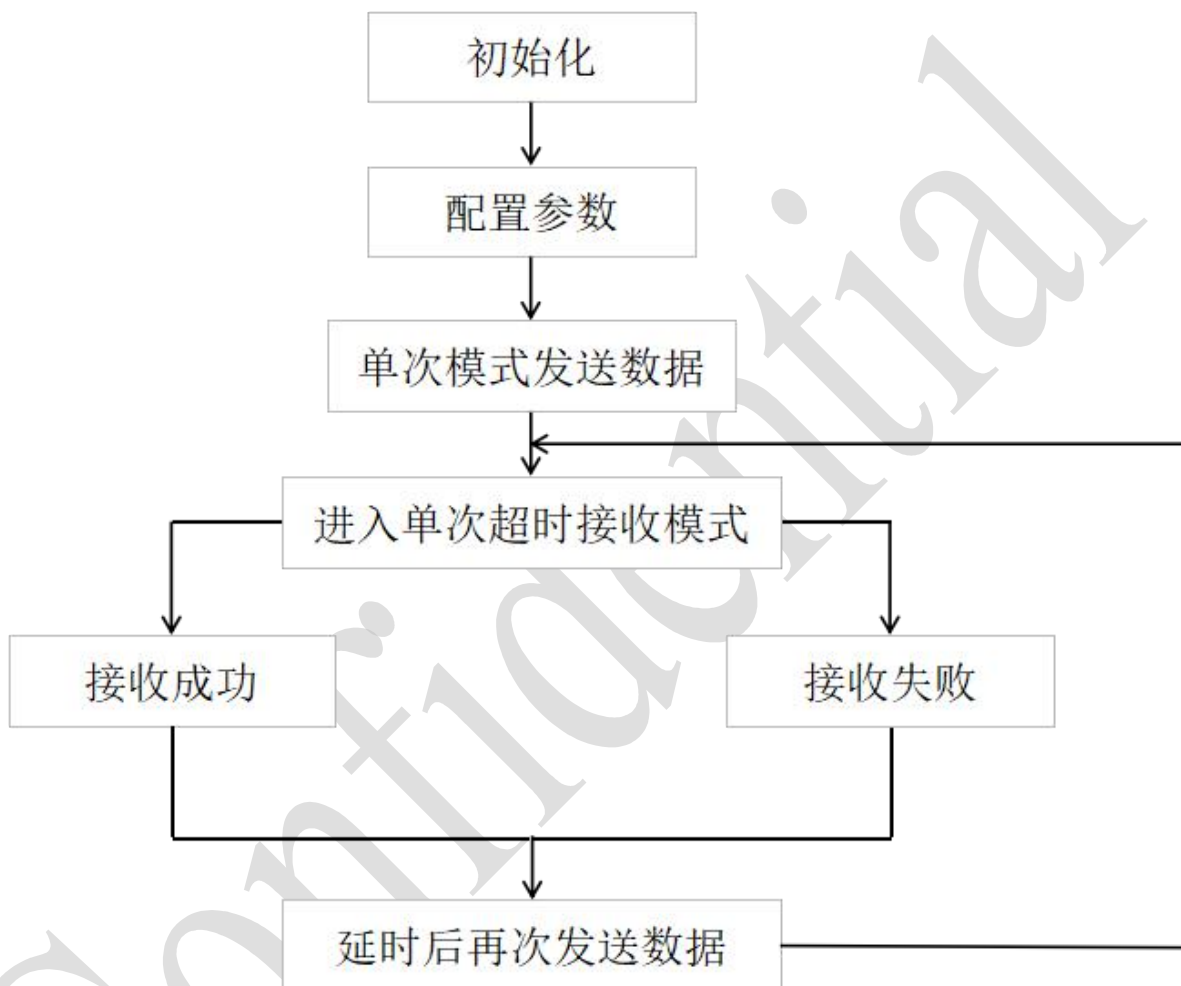 初始化
配置参数
单次模式发送数据
进入单次超时接收模式
接收成功
接收失败
延时后再次发送数据
Confidential